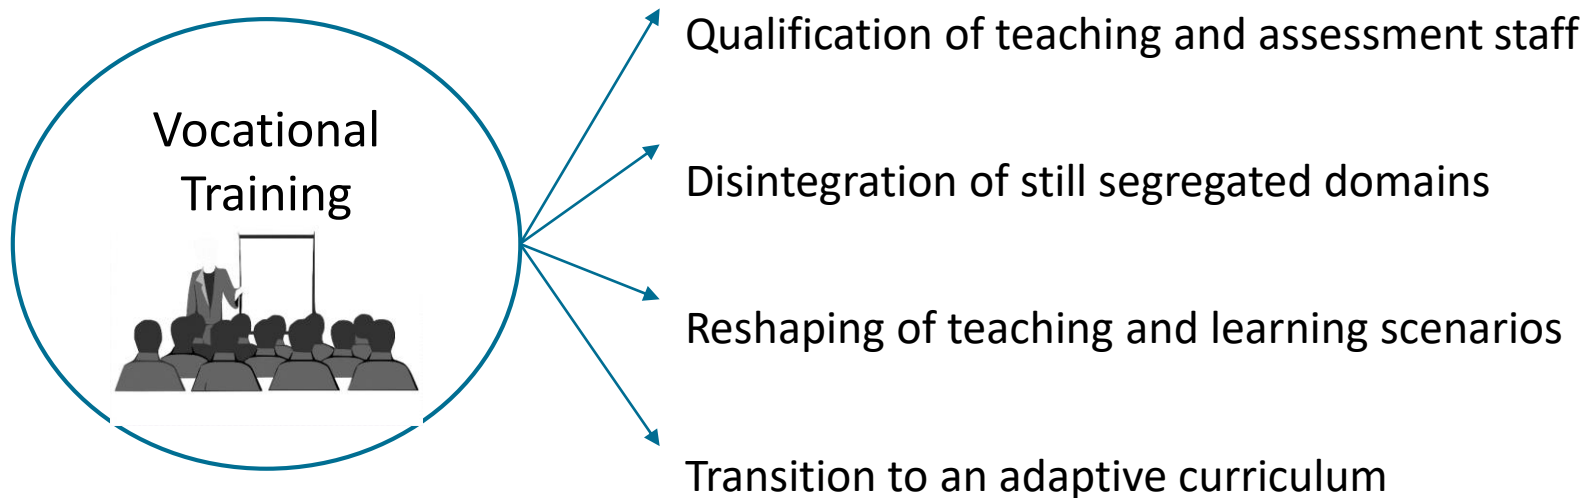 Vocational
Training
Qualification of teaching and assessment staff
Disintegration of still segregated domains
Reshaping of teaching and learning scenarios
Transition to an adaptive curriculum